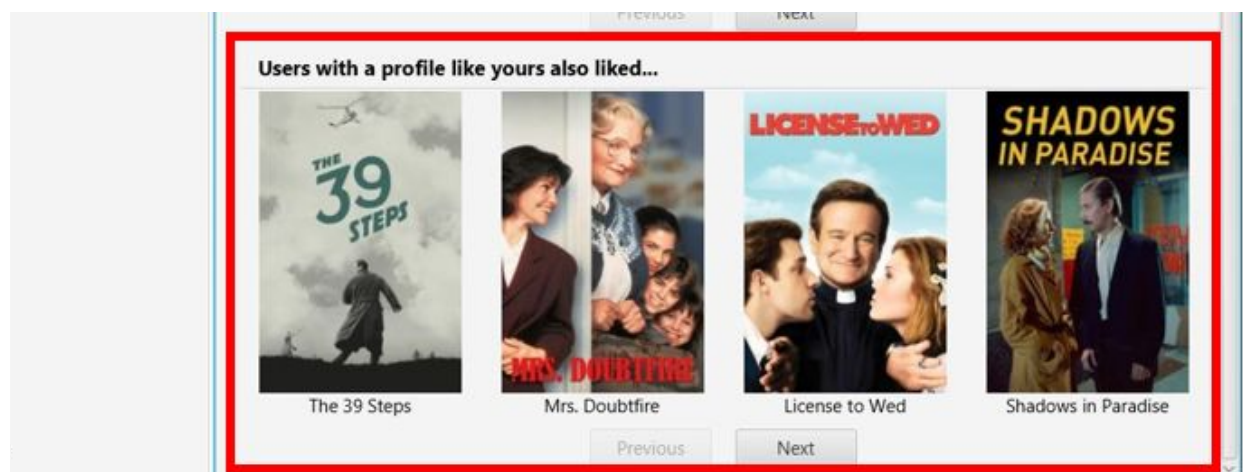 Previous Next
Users with a profile like yours also liked...
THE
39
STEPS
MRS. DOUBTFIRE
LICENSE TO WED
SHADOWS
IN PARADISE
The 39 Steps Mrs. Doubtfire License to Wed Shadows in Paradise
Previous Next